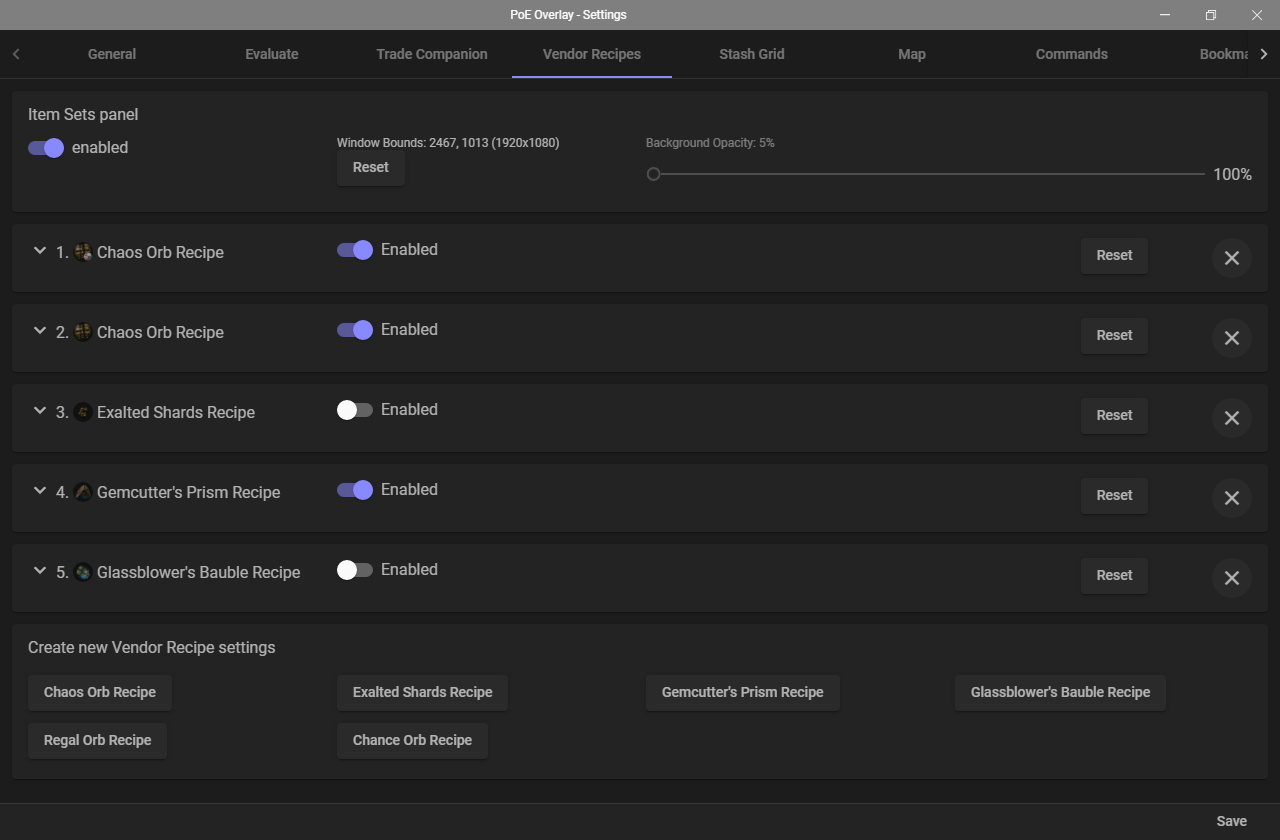 PoE Overlay - Settings
General Evaluate Trade Companion Vendor Recipes Stash Grid Map Commands Bookma
Item Sets panel
enabled
Window Bounds: 2467, 1013 (1920x1080)
Reset
Background Opacity: 5%
100%
1. Chaos Orb Recipe Enabled Reset
2. Chaos Orb Recipe Enabled Reset
3. Exalted Shards Recipe Enabled Reset
4. Gemcutter's Prism Recipe Enabled Reset
5. Glassblower's Bauble Recipe Enabled Reset
Create new Vendor Recipe settings
Chaos Orb Recipe Exalted Shards Recipe Gemcutter's Prism Recipe Glassblower's Bauble Recipe
Regal Orb Recipe Chance Orb Recipe
Save